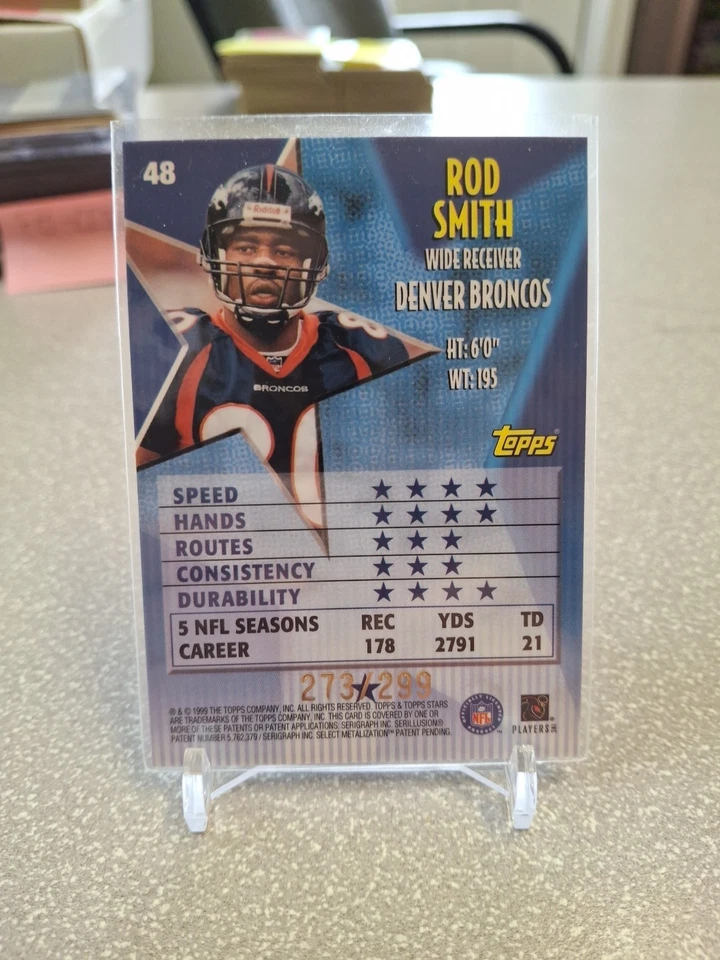 48
ROD
SMITH
WIDE RECEIVER
DENVER BRONCOS
HT: 6'0"
WT: 195
Riddell
BRONCOS
80
TOPPS
SPEED ★ ★ ★ ★
HANDS ★ ★ ★ ★
ROUTES ★ ★ ★
CONSISTENCY ★ ★ ★
DURABILITY ★ ★ ★ ★
5 NFL SEASONS REC YDS TD
CAREER 178 2791 21
273/299
® & © 1999 THE TOPPS COMPANY, INC. ALL RIGHTS RESERVED. TOPPS & TOPPS STARS
ARE TRADEMARKS OF THE TOPPS COMPANY, INC. THIS CARD IS COVERED BY ONE OR
MORE OF THESE PATENTS OR PATENT APPLICATIONS: SERIGRAPH INC. SERILLUSION®
PATENT NUMBER 5,762,379 / SERIGRAPH INC. SELECT METALIZATION™ PATENT PENDING.
NFL
PLAYERS INC